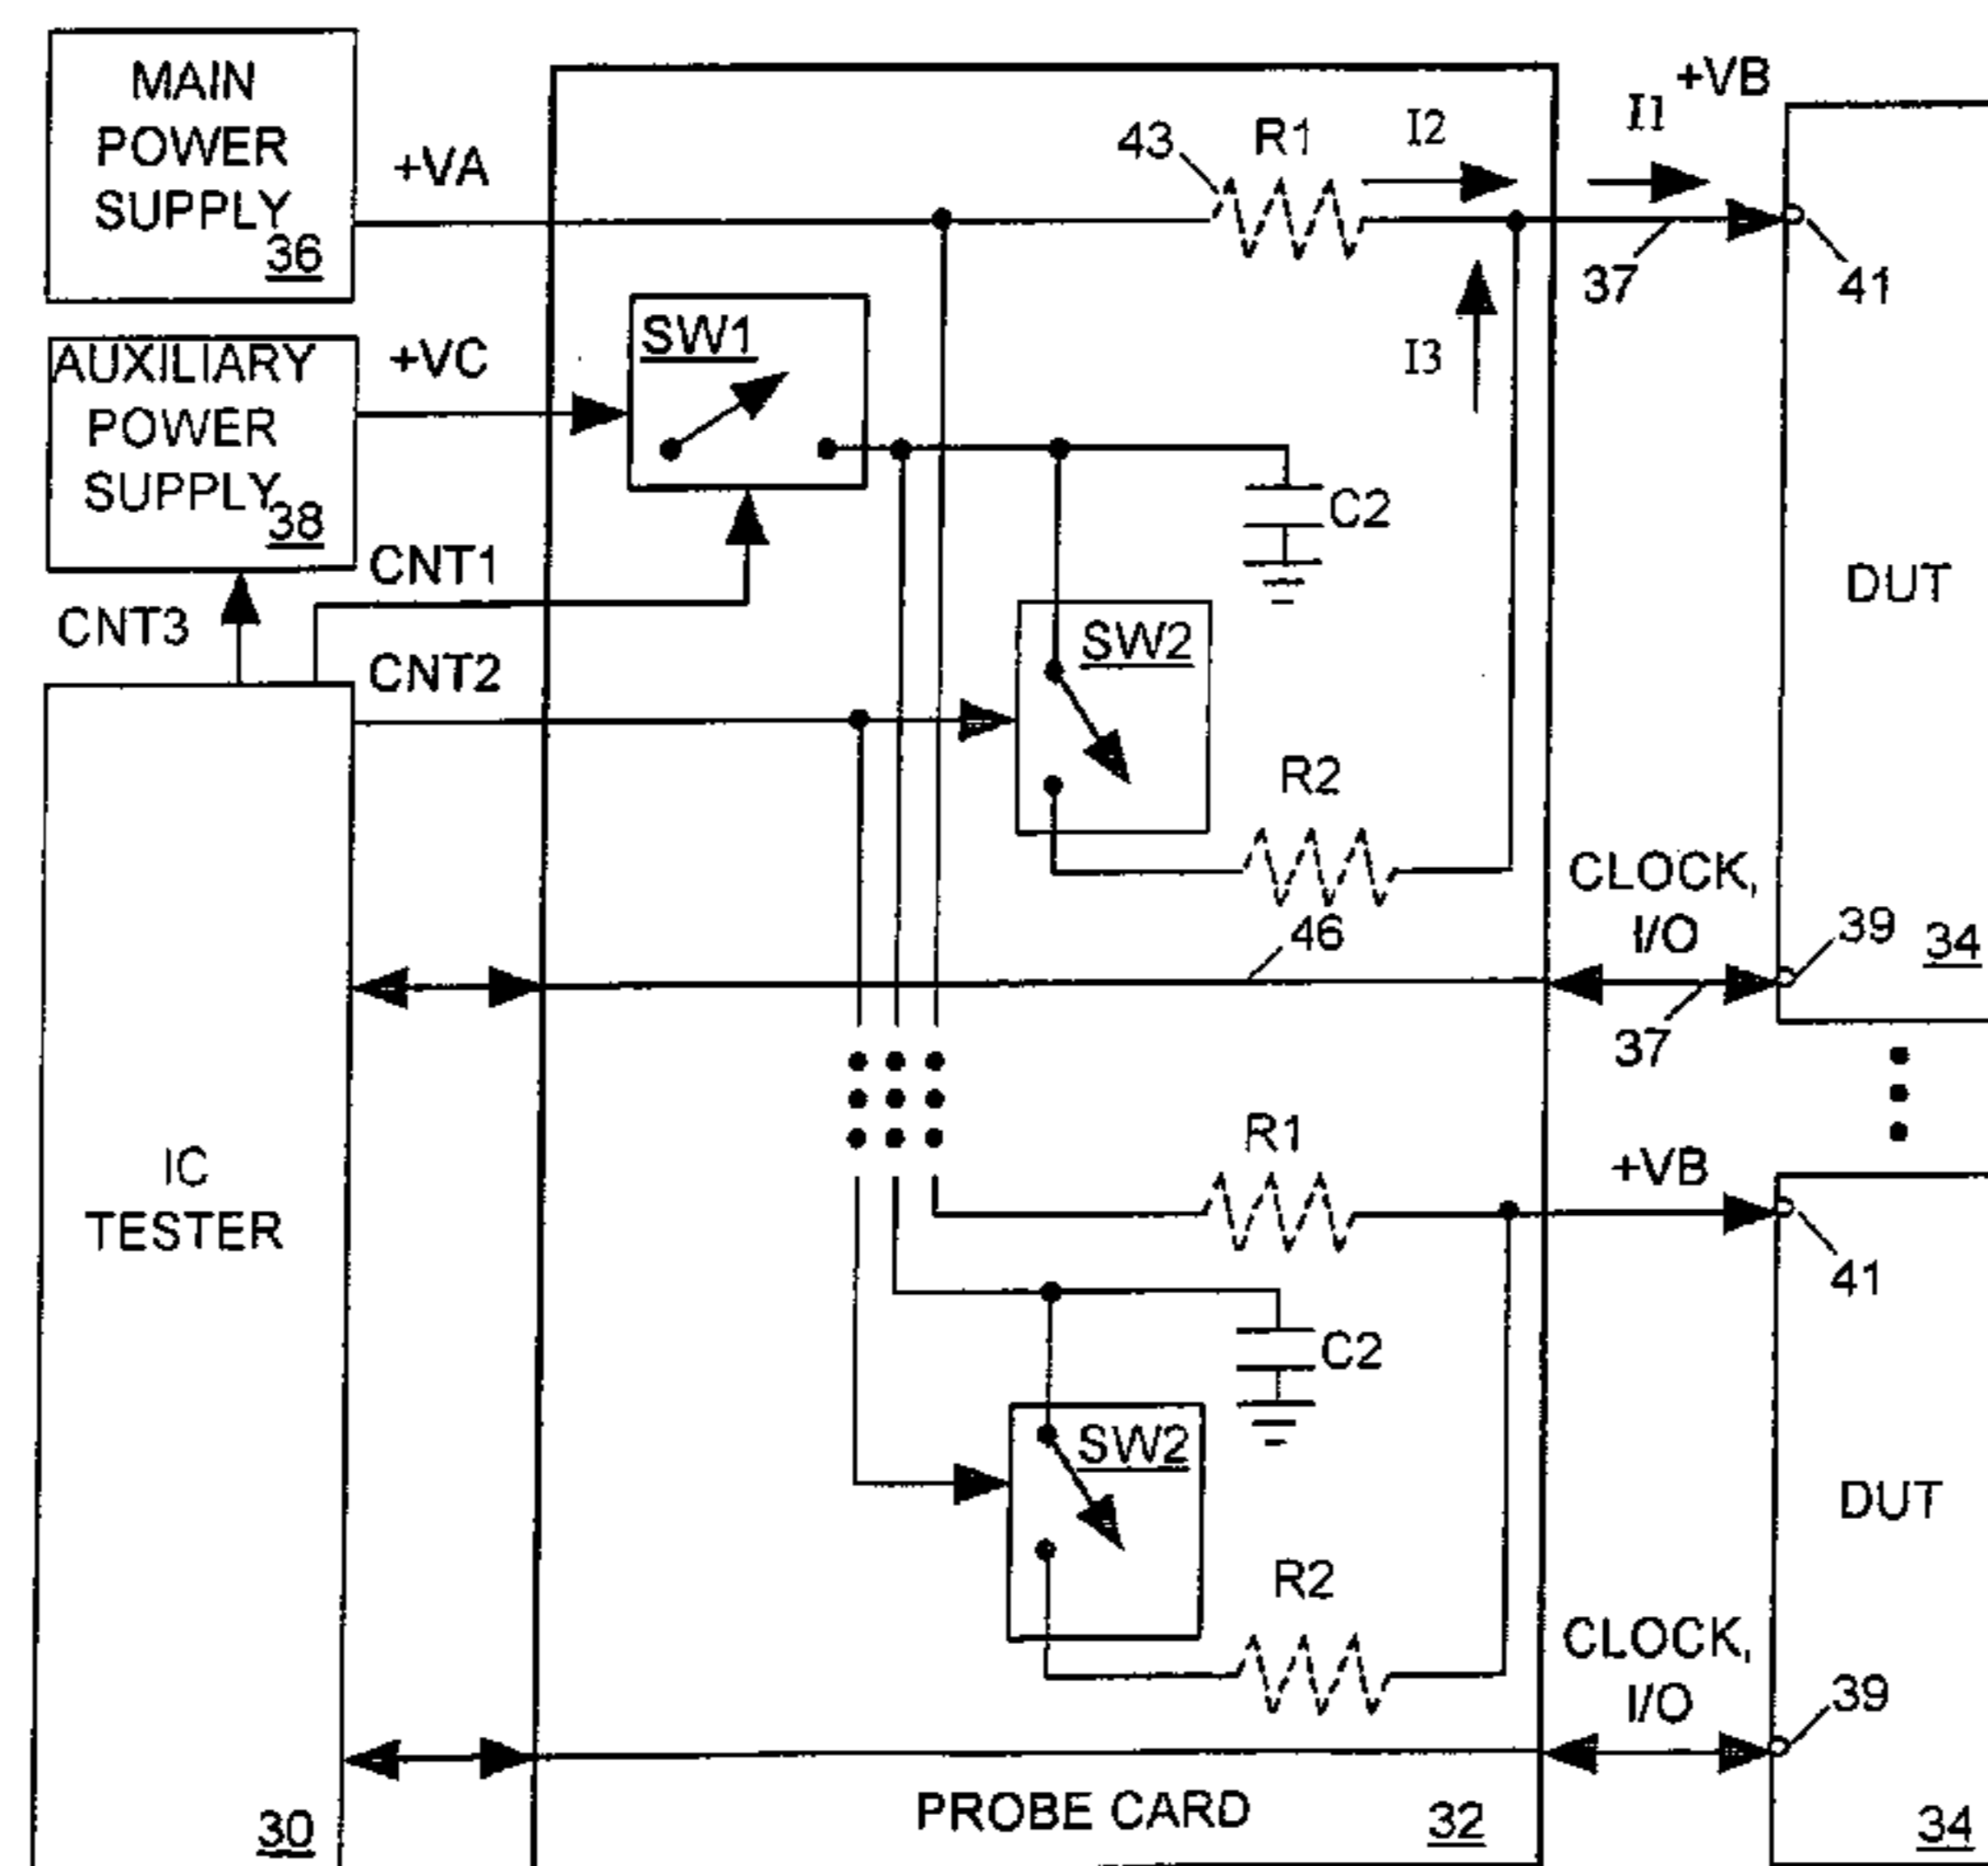 MAIN
POWER
SUPPLY
36
+VA
43
R1
I2
I1
+VB
37
41
AUXILIARY
POWER
SUPPLY
38
+VC
SW1
I3
C2
DUT
CNT1
CNT3
CNT2
SW2
R2
46
CLOCK,
I/O
39
34
37
IC
TESTER
R1
+VB
41
C2
SW2
DUT
R2
CLOCK,
I/O
39
30
PROBE CARD
32
34